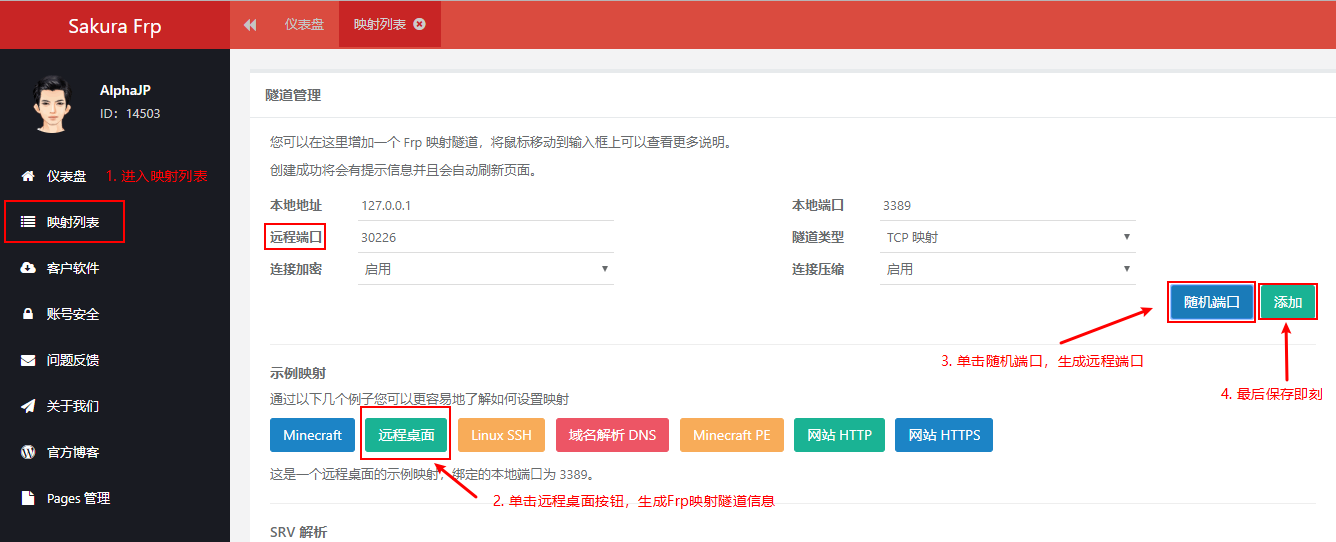 Sakura Frp
仪表盘
映射列表
AlphaJP
ID：14503
仪表盘
1. 进入映射列表
映射列表
客户软件
账号安全
问题反馈
关于我们
官方博客
Pages 管理
隧道管理
您可以在这里增加一个 Frp 映射隧道，将鼠标移动到输入框上可以查看更多说明。
创建成功将会有提示信息并且会自动刷新页面。
本地地址 127.0.0.1 本地端口 3389
远程端口 30226 隧道类型 TCP 映射
连接加密 启用 连接压缩 启用
随机端口 添加
3. 单击随机端口，生成远程端口
4. 最后保存即刻
示例映射
通过以下几个例子您可以更容易地了解如何设置映射
Minecraft 远程桌面 Linux SSH 域名解析 DNS Minecraft PE 网站 HTTP 网站 HTTPS
这是一个远程桌面的示例映射，绑定的本地端口为 3389。
2. 单击远程桌面按钮，生成Frp映射隧道信息
SRV 解析